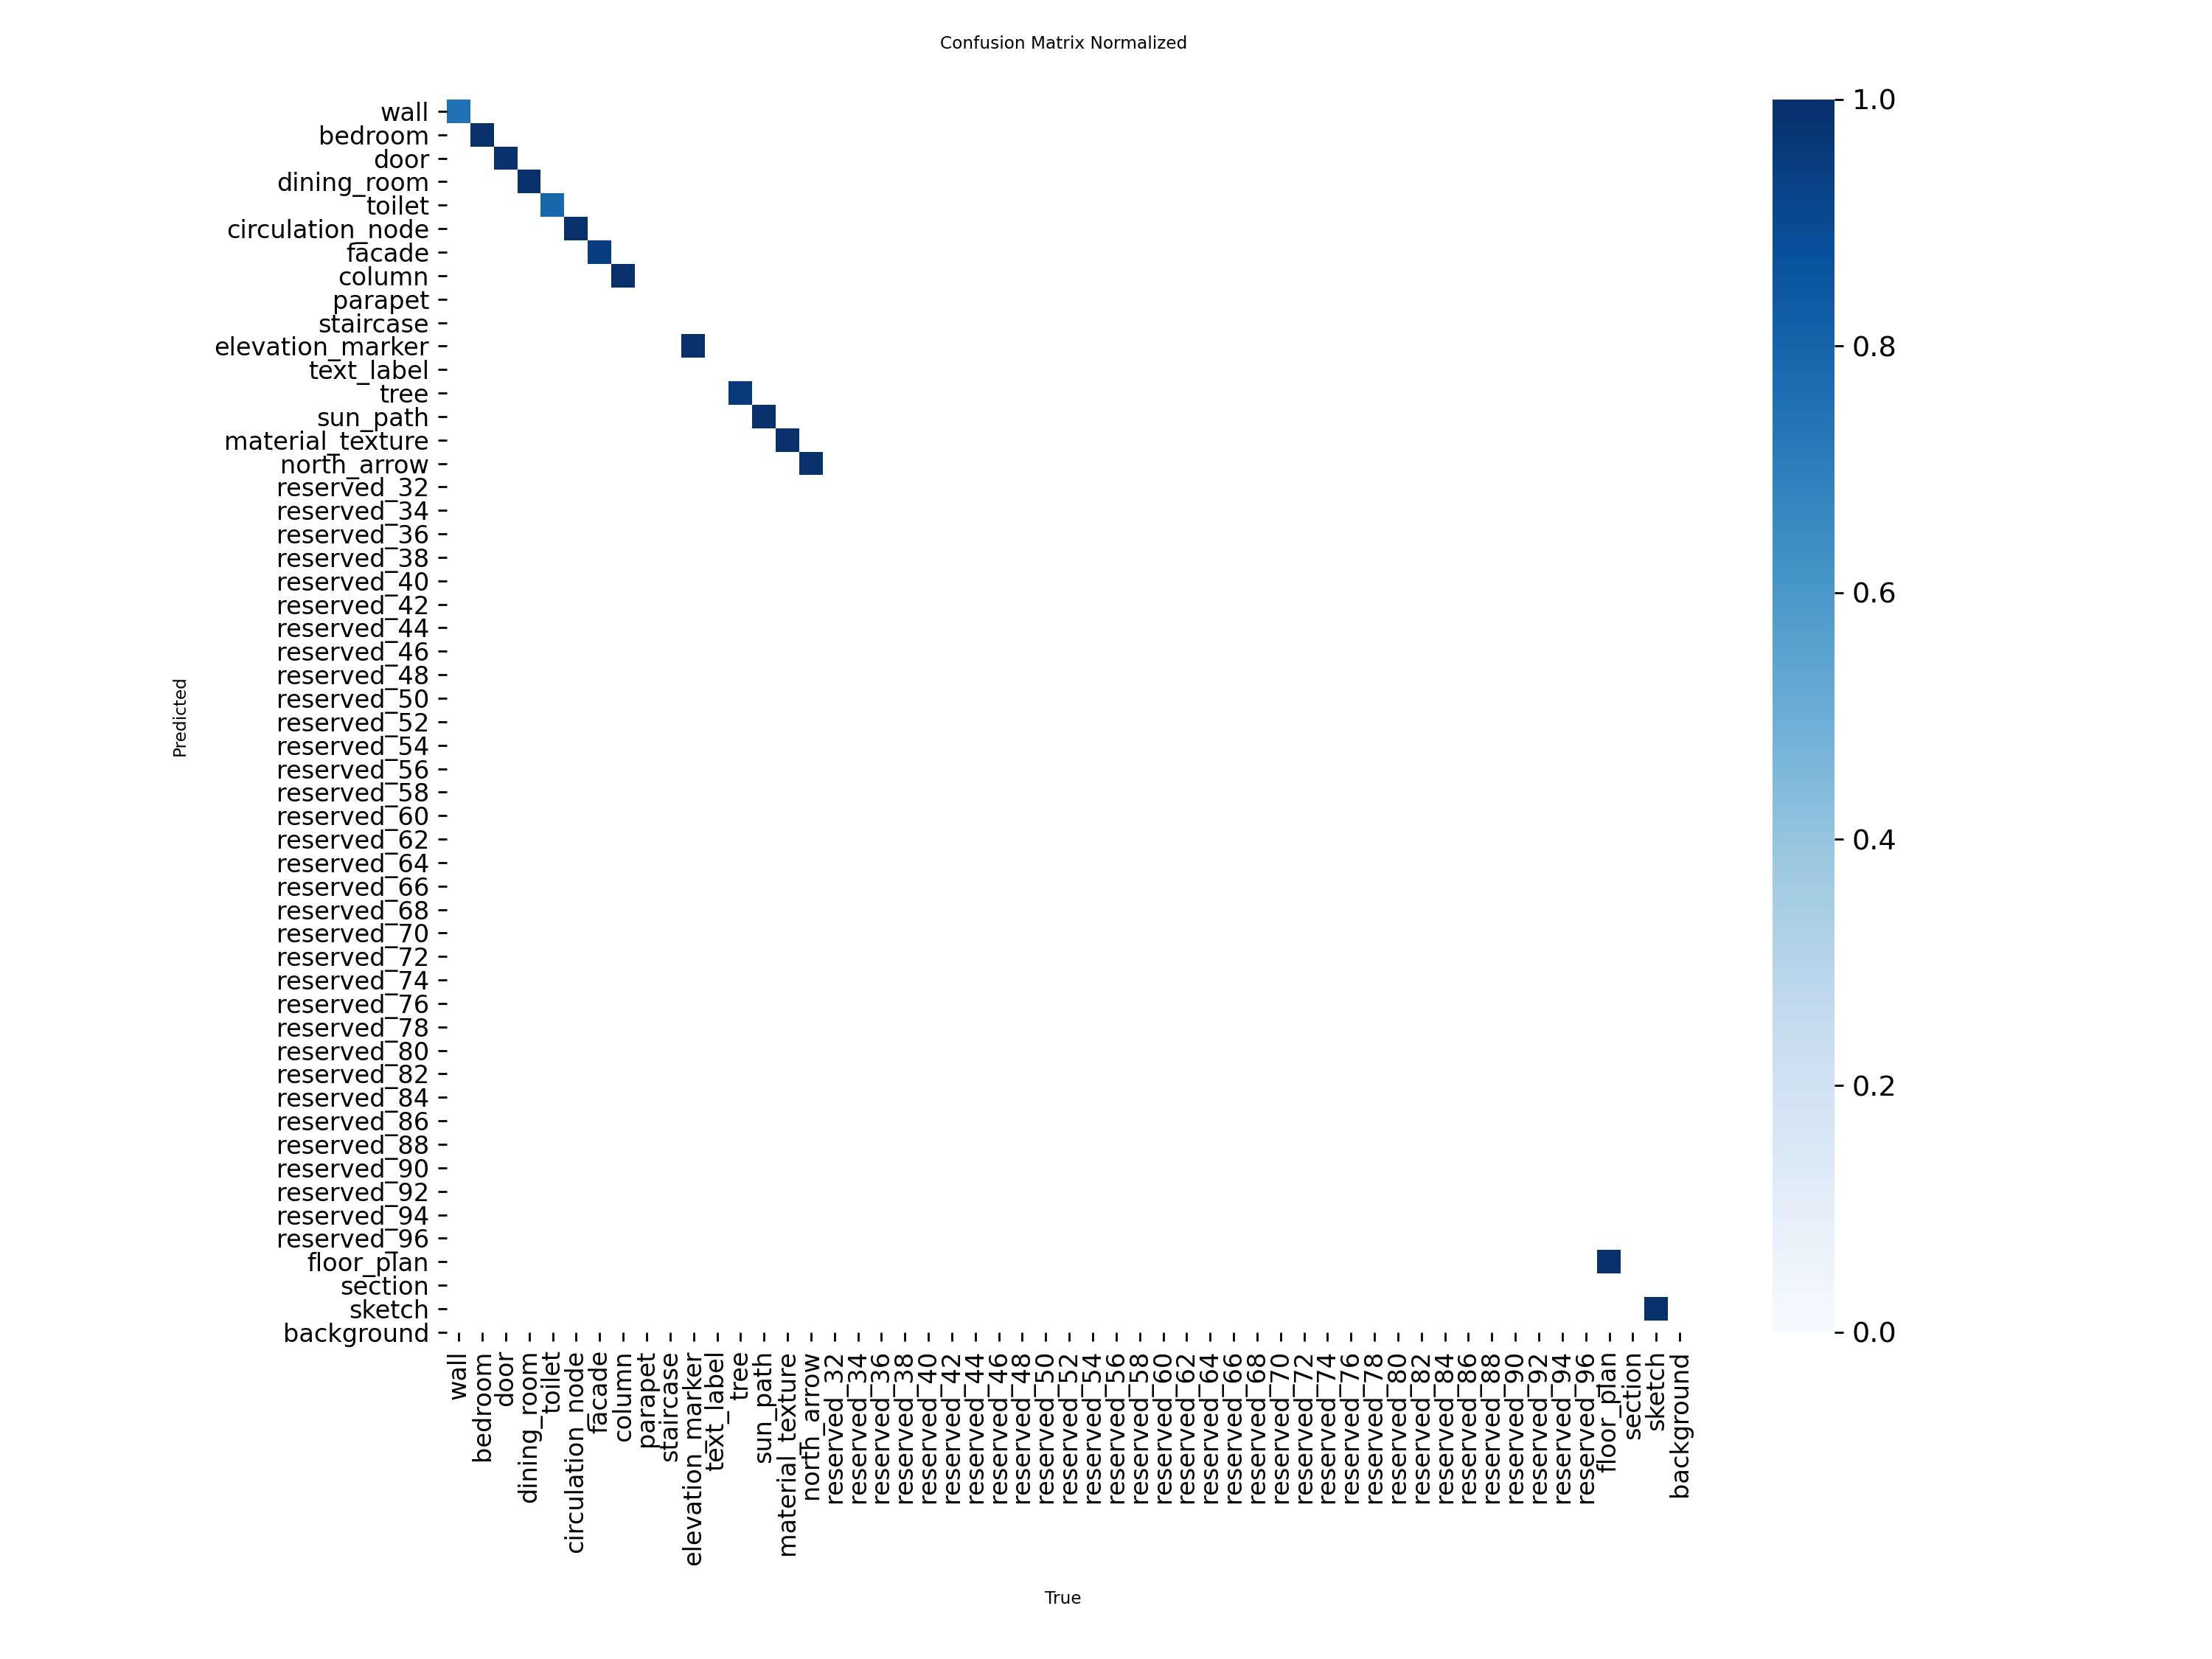 Confusion Matrix Normalized
wall
bedroom
door
dining_room
toilet
circulation_node
facade
column
parapet
staircase
elevation_marker
text_label
tree
sun_path
material_texture
north_arrow
reserved_32
reserved_34
reserved_36
reserved_38
reserved_40
reserved_42
reserved_44
reserved_46
reserved_48
reserved_50
reserved_52
reserved_54
reserved_56
reserved_58
reserved_60
reserved_62
reserved_64
reserved_66
reserved_68
reserved_70
reserved_72
reserved_74
reserved_76
reserved_78
reserved_80
reserved_82
reserved_84
reserved_86
reserved_88
reserved_90
reserved_92
reserved_94
reserved_96
floor_plan
section
sketch
background
Predicted
wall
bedroom
door
dining_room
toilet
circulation_node
facade
column
parapet
staircase
elevation_marker
text_label
tree
sun_path
material_texture
north_arrow
reserved_32
reserved_34
reserved_36
reserved_38
reserved_40
reserved_42
reserved_44
reserved_46
reserved_48
reserved_50
reserved_52
reserved_54
reserved_56
reserved_58
reserved_60
reserved_62
reserved_64
reserved_66
reserved_68
reserved_70
reserved_72
reserved_74
reserved_76
reserved_78
reserved_80
reserved_82
reserved_84
reserved_86
reserved_88
reserved_90
reserved_92
reserved_94
reserved_96
floor_plan
section
sketch
background
True
1.0
0.8
0.6
0.4
0.2
0.0